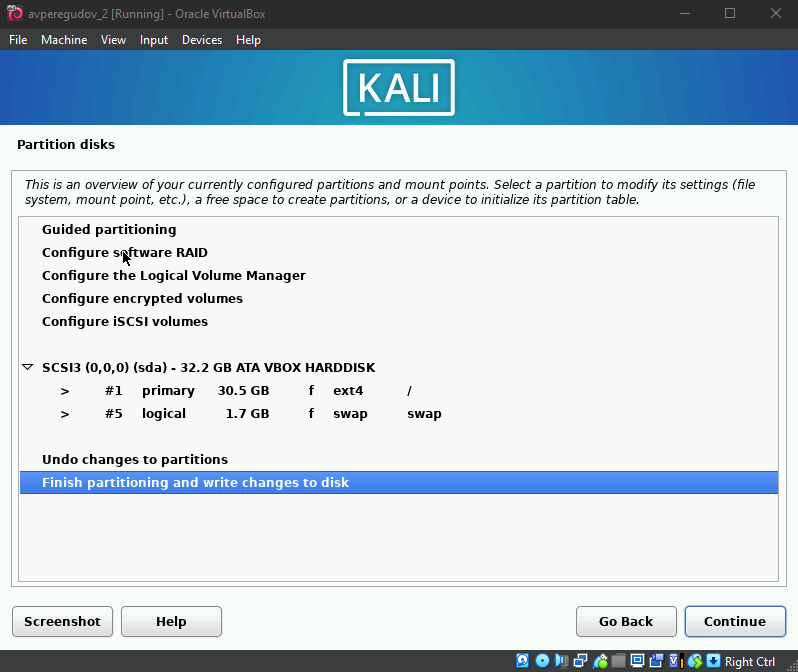 avperegudov_2 [Running] - Oracle VirtualBox
File Machine View Input Devices Help
KALI
Partition disks
This is an overview of your currently configured partitions and mount points. Select a partition to modify its settings (file
system, mount point, etc.), a free space to create partitions, or a device to initialize its partition table.
Guided partitioning
Configure software RAID
Configure the Logical Volume Manager
Configure encrypted volumes
Configure iSCSI volumes
SCSI3 (0,0,0) (sda) - 32.2 GB ATA VBOX HARDDISK
> #1 primary 30.5 GB f ext4 /
> #5 logical 1.7 GB f swap swap
Undo changes to partitions
Finish partitioning and write changes to disk
Screenshot Help Go Back Continue
Right Ctrl